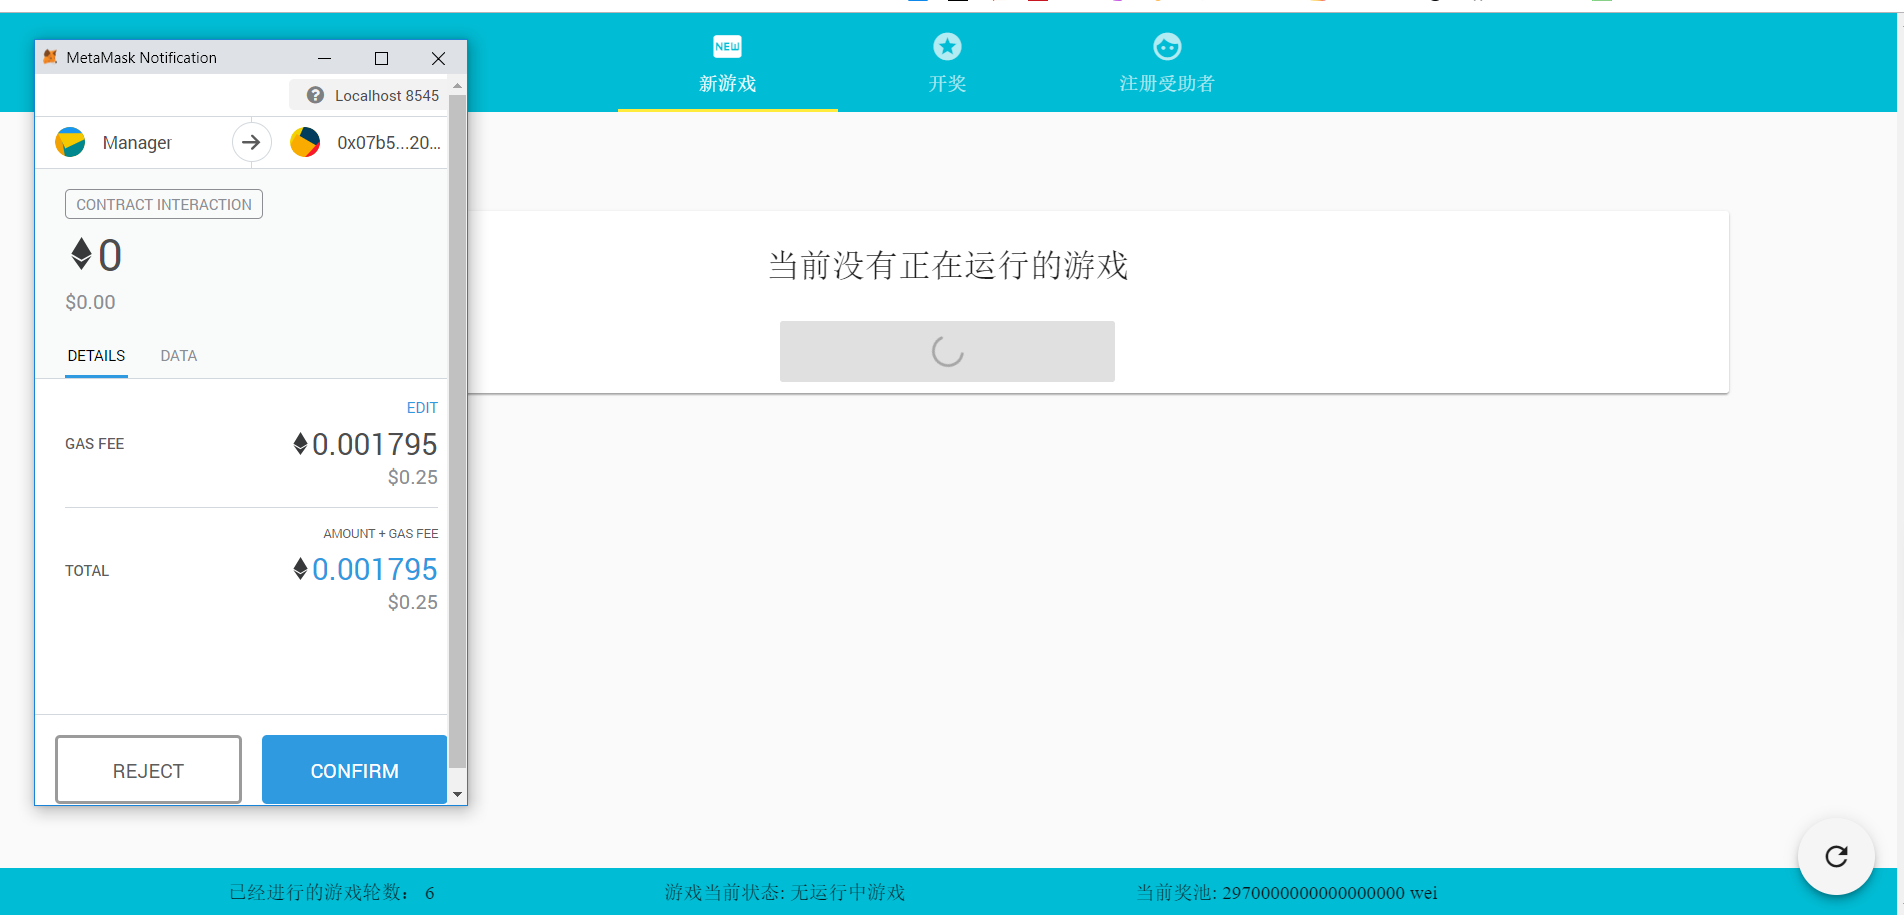 MetaMask Notification
Localhost 8545
Manager
0x07b5...20...
CONTRACT INTERACTION
0
$0.00
DETAILS
DATA
EDIT
GAS FEE
0.001795
$0.25
AMOUNT + GAS FEE
TOTAL
0.001795
$0.25
REJECT
CONFIRM
NEW
新游戏
开奖
注册受助者
当前没有正在运行的游戏
已经进行的游戏轮数： 6
游戏当前状态: 无运行中游戏
当前奖池: 2970000000000000000 wei